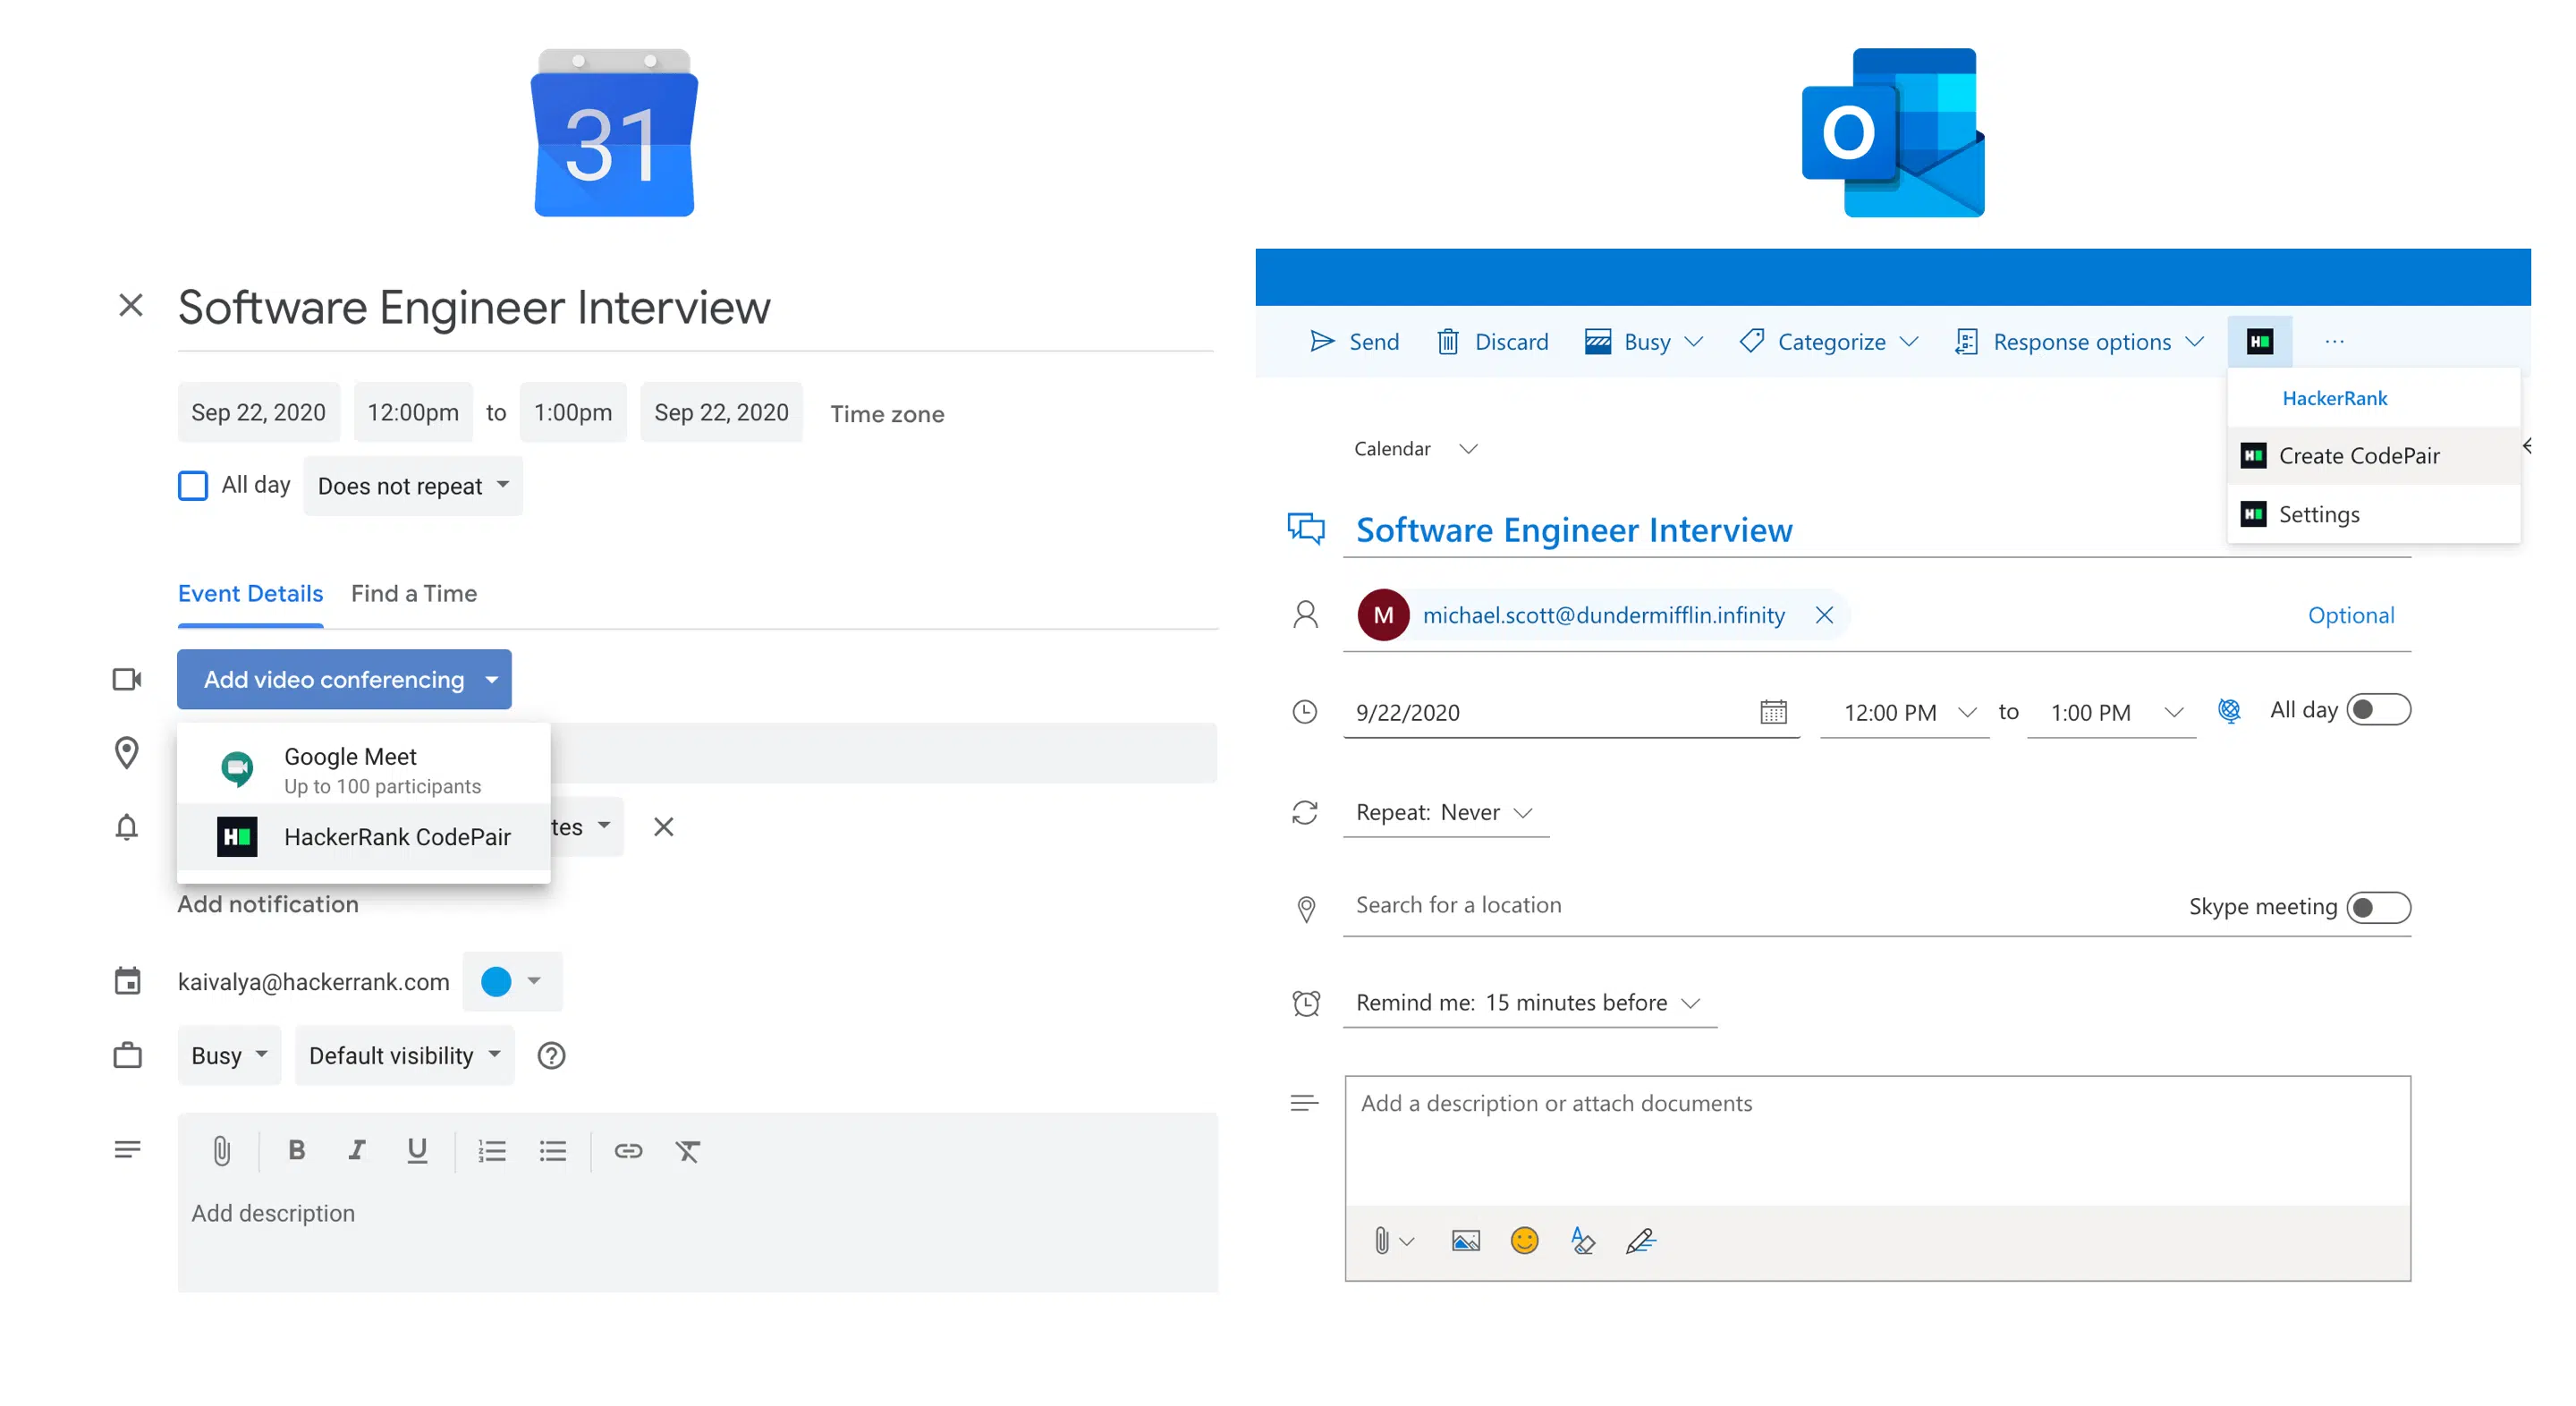 31
Software Engineer Interview
Sep 22, 2020 12:00pm to 1:00pm Sep 22, 2020 Time zone
All day Does not repeat
Event Details Find a Time
Add video conferencing
Google Meet
Up to 100 participants
HackerRank CodePair
tes
Add notification
kaivalya@hackerrank.com
Busy Default visibility
B I U
Add description
O
Send Discard Busy Categorize Response options H ···
HackerRank
Create CodePair
Settings
Calendar
Software Engineer Interview
M michael.scott@dundermifflin.infinity Optional
9/22/2020 12:00 PM to 1:00 PM All day
Repeat: Never
Search for a location Skype meeting
Remind me: 15 minutes before
Add a description or attach documents